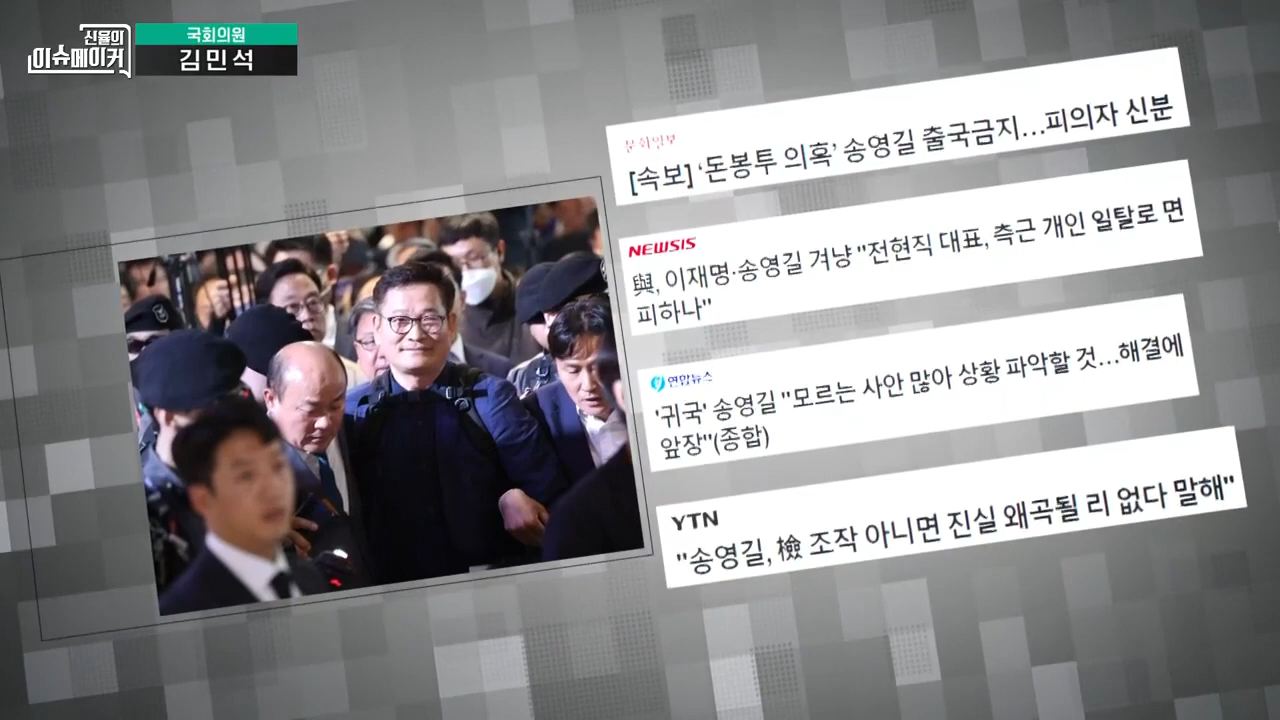 신율의
이슈메이커
국회의원
김민석
문화일보
[속보] ‘돈봉투 의혹’ 송영길 출국금지…피의자 신분
NEWSIS
與, 이재명·송영길 겨냥 "전현직 대표, 측근 개인 일탈로 면
피하나"
연합뉴스
'귀국' 송영길 "모르는 사안 많아 상황 파악할 것…해결에
앞장"(종합)
YTN
"송영길, 檢 조작 아니면 진실 왜곡될 리 없다 말해"